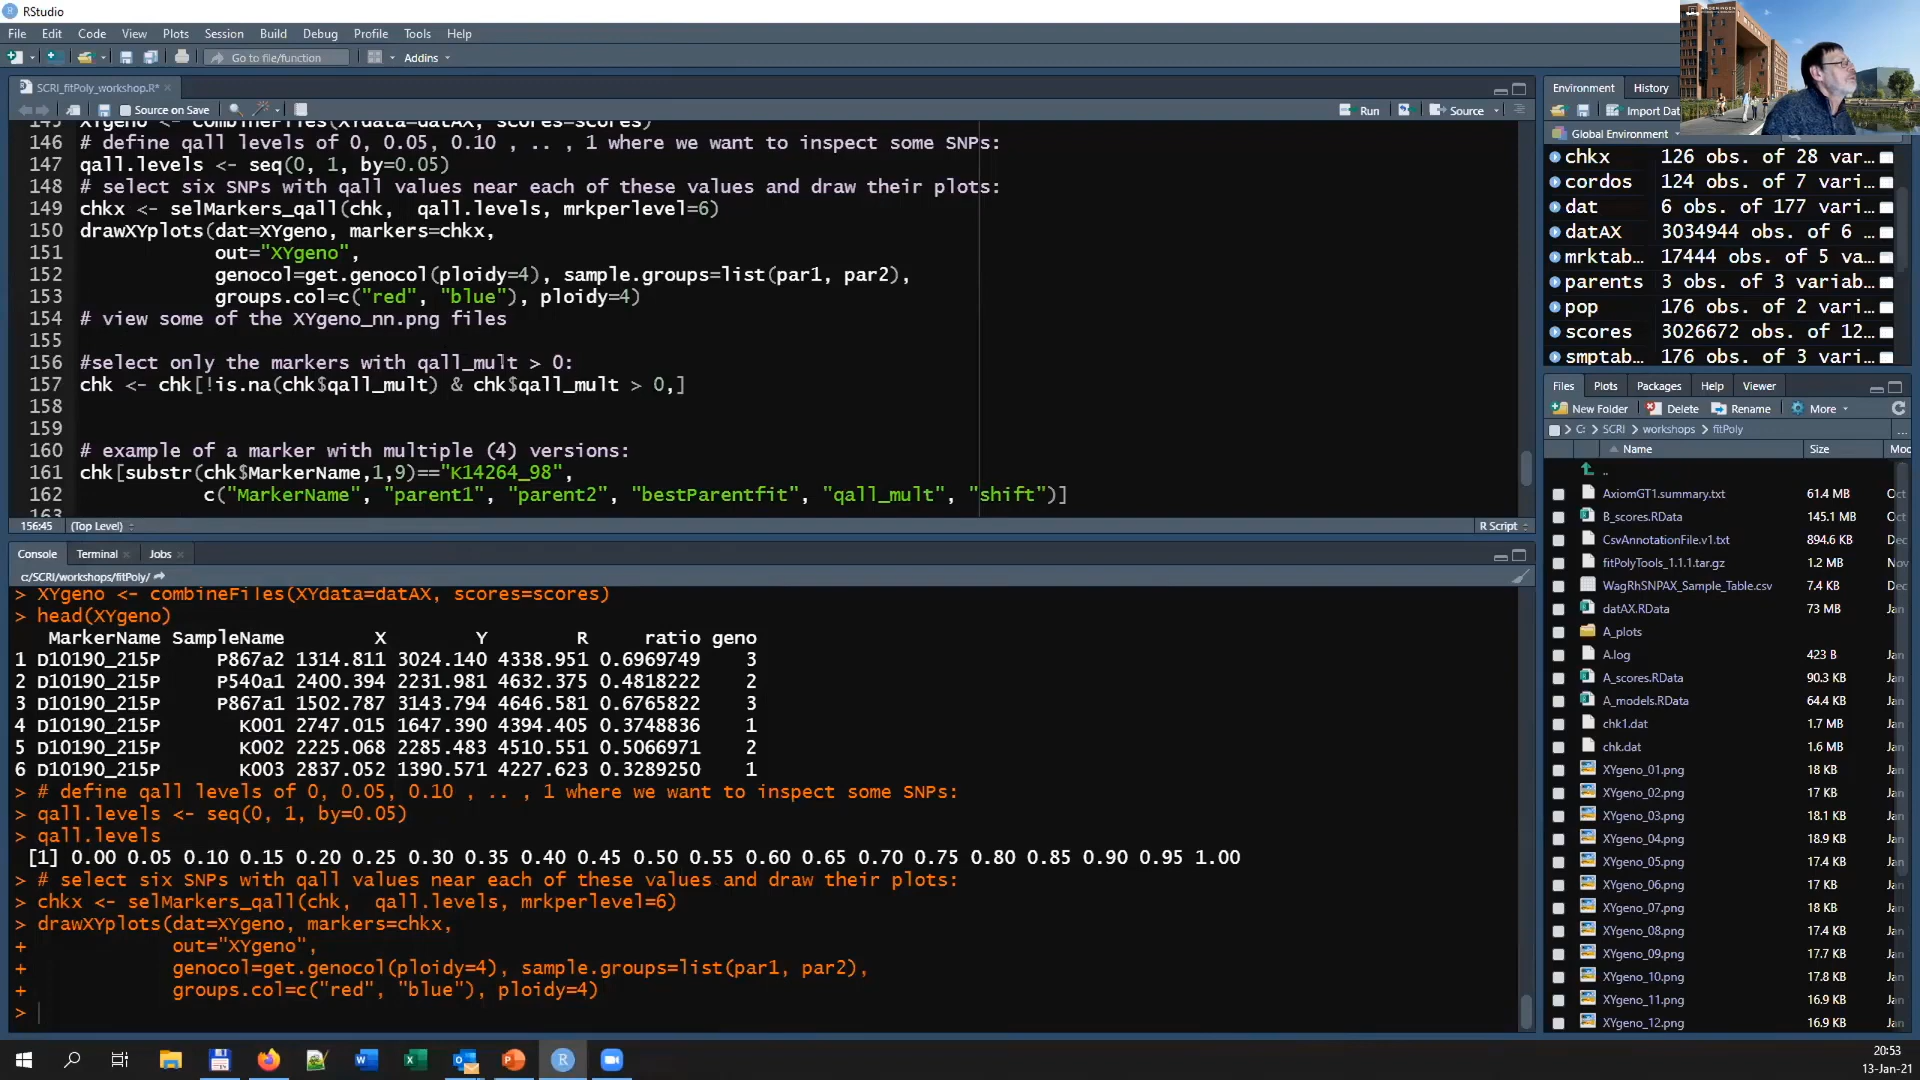 RStudio
File Edit Code View Plots Session Build Debug Profile Tools Help
Go to file/function
Addins
SCRI_fitPoly_workshop.R*
Source on Save
Run
Source
145 XYgeno <- combineFiles(XYdata=datAX, scores=scores)
146 # define qall levels of 0, 0.05, 0.10 , .. , 1 where we want to inspect some SNPs:
147 qall.levels <- seq(0, 1, by=0.05)
148 # select six SNPs with qall values near each of these values and draw their plots:
149 chkx <- selMarkers_qall(chk, qall.levels, mrkperlevel=6)
150 drawXYplots(dat=XYgeno, markers=chkx,
151 out="XYgeno",
152 genocol=get.genocol(ploidy=4), sample.groups=list(par1, par2),
153 groups.col=c("red", "blue"), ploidy=4)
154 # view some of the XYgeno_nn.png files
155
156 #select only the markers with qall_mult > 0:
157 chk <- chk[!is.na(chk$qall_mult) & chk$qall_mult > 0,]
158
159
160 # example of a marker with multiple (4) versions:
161 chk[substr(chk$MarkerName,1,9)=="K14264_98",
162 c("MarkerName", "parent1", "parent2", "bestParentfit", "qall_mult", "shift")]
163
156:45 (Top Level) R Script
Console Terminal Jobs
c:/SCRI/workshops/fitPoly/
> XYgeno <- combineFiles(XYdata=datAX, scores=scores)
> head(XYgeno)
MarkerName SampleName X Y R ratio geno
1 D10190_215P P867a2 1314.811 3024.140 4338.951 0.6969749 3
2 D10190_215P P540a1 2400.394 2231.981 4632.375 0.4818222 2
3 D10190_215P P867a1 1502.787 3143.794 4646.581 0.6765822 3
4 D10190_215P K001 2747.015 1647.390 4394.405 0.3748836 1
5 D10190_215P K002 2225.068 2285.483 4510.551 0.5066971 2
6 D10190_215P K003 2837.052 1390.571 4227.623 0.3289250 1
> # define qall levels of 0, 0.05, 0.10 , .. , 1 where we want to inspect some SNPs:
> qall.levels <- seq(0, 1, by=0.05)
> qall.levels
[1] 0.00 0.05 0.10 0.15 0.20 0.25 0.30 0.35 0.40 0.45 0.50 0.55 0.60 0.65 0.70 0.75 0.80 0.85 0.90 0.95 1.00
> # select six SNPs with qall values near each of these values and draw their plots:
> chkx <- selMarkers_qall(chk, qall.levels, mrkperlevel=6)
> drawXYplots(dat=XYgeno, markers=chkx,
+ out="XYgeno",
+ genocol=get.genocol(ploidy=4), sample.groups=list(par1, par2),
+ groups.col=c("red", "blue"), ploidy=4)
>
Environment History
Import Dat
Global Environment
chkx 126 obs. of 28 var…
cordos 124 obs. of 7 vari…
dat 6 obs. of 177 vari…
datAX 3034944 obs. of 6 …
mrktab… 17444 obs. of 5 va…
parents 3 obs. of 3 variab…
pop 176 obs. of 2 vari…
scores 3026672 obs. of 12…
smptab… 176 obs. of 3 vari…
Files Plots Packages Help Viewer
New Folder Delete Rename More
C: > SCRI > workshops > fitPoly ...
Name Size Moc
..
AxiomGT1.summary.txt 61.4 MB Oct
B_scores.RData 145.1 MB Oct
CsvAnnotationFile.v1.txt 894.6 KB Dec
fitPolyTools_1.1.1.tar.gz 1.2 MB Nov
WagRhSNPAX_Sample_Table.csv 7.4 KB Dec
datAX.RData 73 MB Jan
A_plots
A.log 423 B Jan
A_scores.RData 90.3 KB Jan
A_models.RData 64.4 KB Jan
chk1.dat 1.7 MB Jan
chk.dat 1.6 MB Jan
XYgeno_01.png 18 KB Jan
XYgeno_02.png 17 KB Jan
XYgeno_03.png 18.1 KB Jan
XYgeno_04.png 18.9 KB Jan
XYgeno_05.png 17.4 KB Jan
XYgeno_06.png 17 KB Jan
XYgeno_07.png 18 KB Jan
XYgeno_08.png 17.4 KB Jan
XYgeno_09.png 17.7 KB Jan
XYgeno_10.png 17.8 KB Jan
XYgeno_11.png 16.9 KB Jan
XYgeno_12.png 16.9 KB Jan
20:53
13-Jan-21